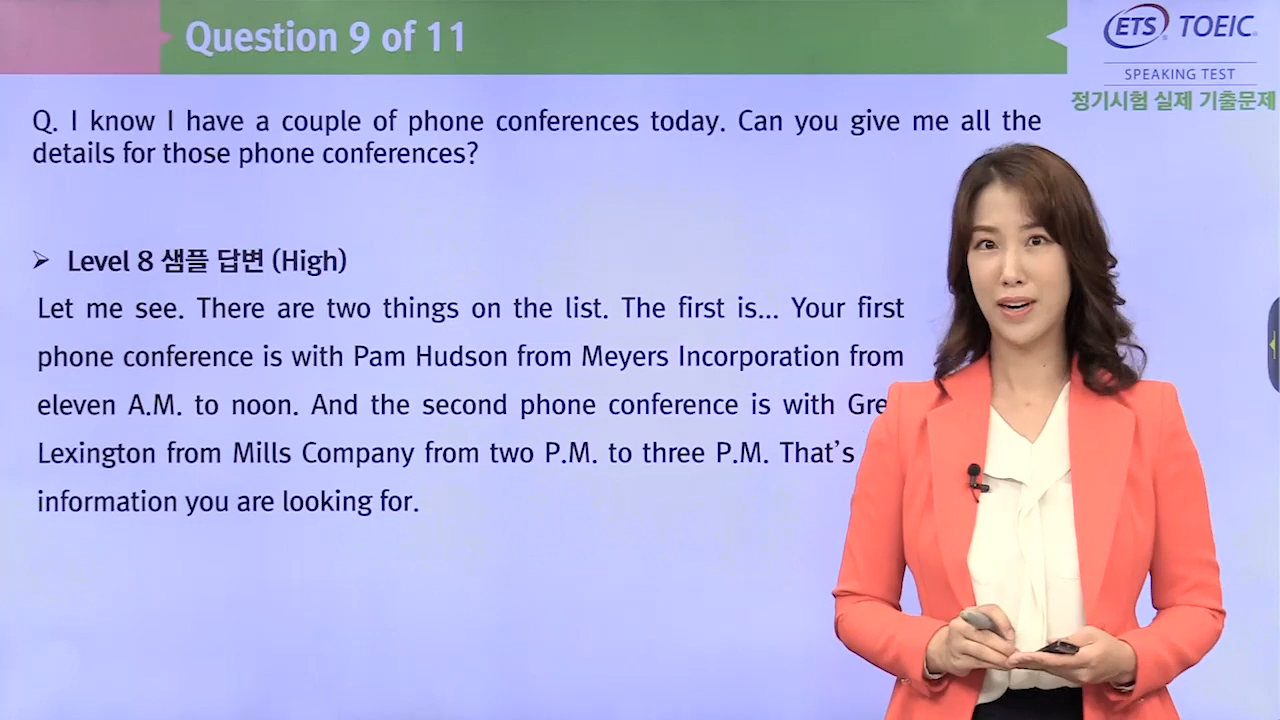 Question 9 of 11
ETS TOEIC
SPEAKING TEST
정기시험 실제 기출문제
Q. I know I have a couple of phone conferences today. Can you give me all the
details for those phone conferences?
Level 8 샘플 답변 (High)
Let me see. There are two things on the list. The first is... Your first
phone conference is with Pam Hudson from Meyers Incorporation from
eleven A.M. to noon. And the second phone conference is with
Lexington from Mills Company from two P.M. to three P.M. That's
information you are looking for.